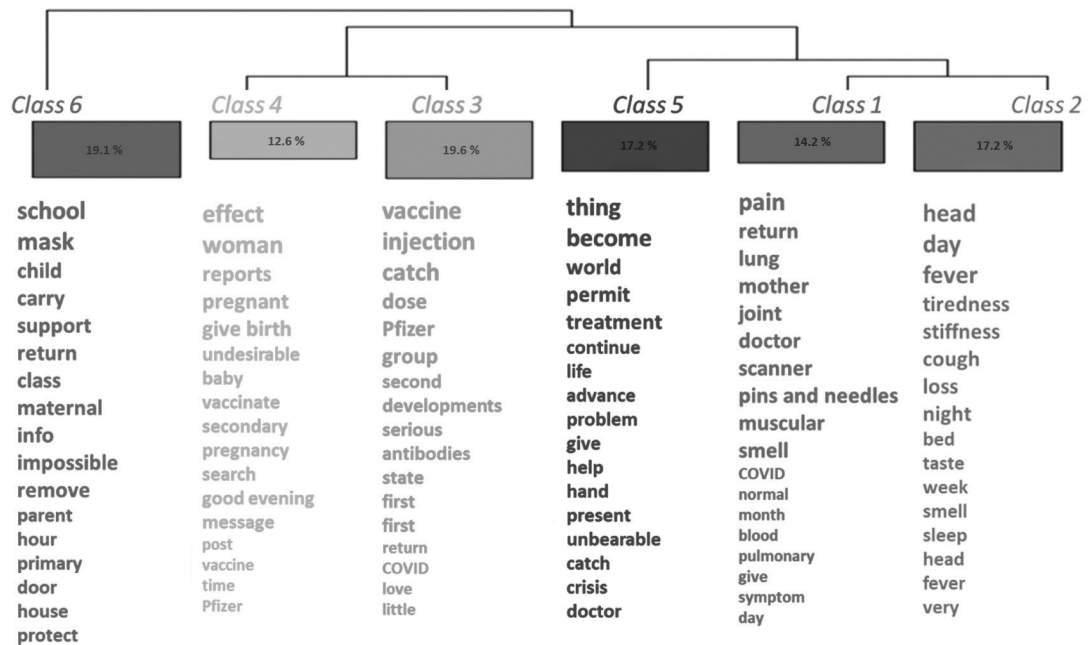 Class 6
19.1 %
school
mask
child
carry
support
return
class
maternal
info
impossible
remove
parent
hour
primary
door
house
protect
Class 4
12.6 %
effect
woman
reports
pregnant
give birth
undesirable
baby
vaccinate
secondary
pregnancy
search
good evening
message
post
vaccine
time
Pfizer
Class 3
19.6 %
vaccine
injection
catch
dose
Pfizer
group
second
developments
serious
antibodies
state
first
first
return
COVID
love
little
Class 5
17.2 %
thing
become
world
permit
treatment
continue
life
advance
problem
give
help
hand
present
unbearable
catch
crisis
doctor
Class 1
14.2 %
pain
return
lung
mother
joint
doctor
scanner
pins and needles
muscular
smell
COVID
normal
month
blood
pulmonary
give
symptom
day
Class 2
17.2 %
head
day
fever
tiredness
stiffness
cough
loss
night
bed
taste
week
smell
sleep
head
fever
very